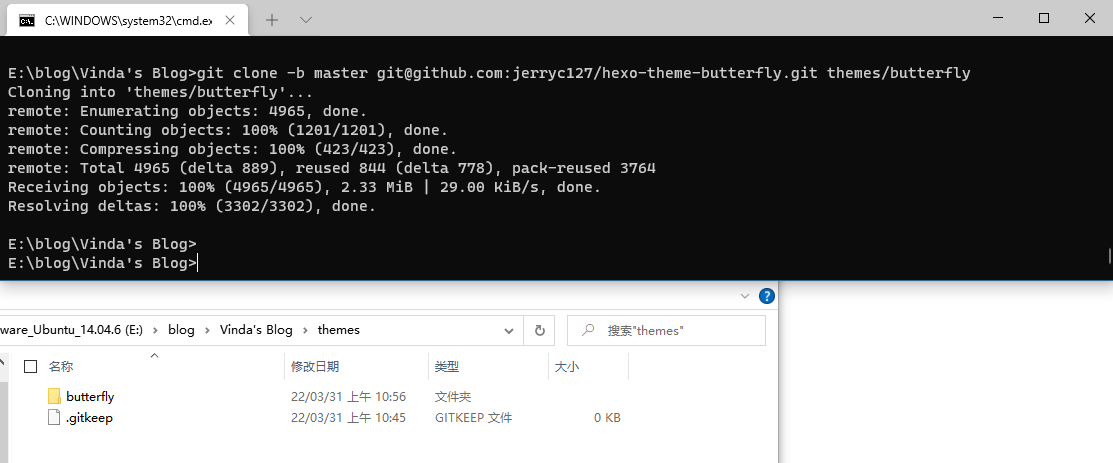 C:\WINDOWS\system32\cmd.ex
E:\blog\Vinda's Blog>git clone -b master git@github.com:jerryc127/hexo-theme-butterfly.git themes/butterfly
Cloning into 'themes/butterfly'...
remote: Enumerating objects: 4965, done.
remote: Counting objects: 100% (1201/1201), done.
remote: Compressing objects: 100% (423/423), done.
remote: Total 4965 (delta 889), reused 844 (delta 778), pack-reused 3764
Receiving objects: 100% (4965/4965), 2.33 MiB | 29.00 KiB/s, done.
Resolving deltas: 100% (3302/3302), done.
E:\blog\Vinda's Blog>
E:\blog\Vinda's Blog>
ware_Ubuntu_14.04.6 (E:) > blog > Vinda's Blog > themes 搜索"themes"
名称 修改日期 类型 大小
butterfly 22/03/31 上午 10:56 文件夹
.gitkeep 22/03/31 上午 10:45 GITKEEP 文件 0 KB